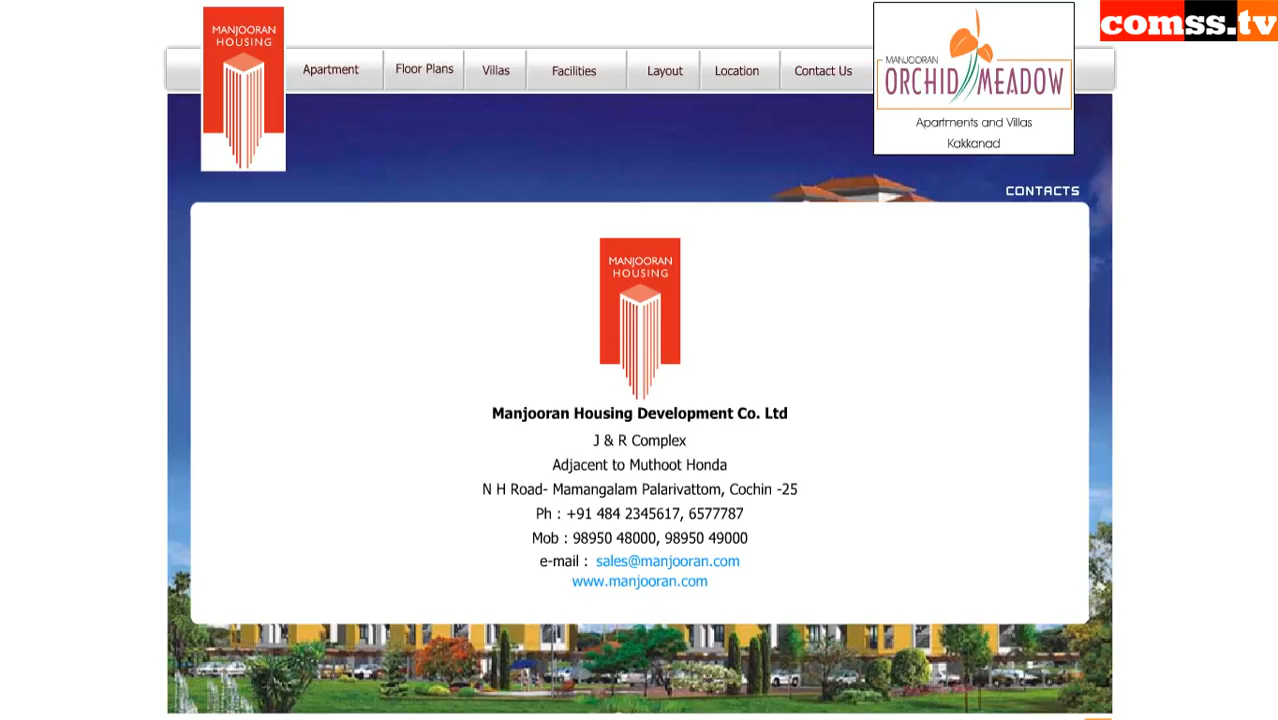 comss.tv
MANJOORAN
HOUSING
Apartment
Floor Plans
Villas
Facilities
Layout
Location
Contact Us
MANJOORAN
ORCHID MEADOW
Apartments and Villas
Kakkanad
CONTACTS
MANJOORAN
HOUSING
Manjooran Housing Development Co. Ltd
J & R Complex
Adjacent to Muthoot Honda
N H Road- Mamangalam Palarivattom, Cochin -25
Ph : +91 484 2345617, 6577787
Mob : 98950 48000, 98950 49000
e-mail : sales@manjooran.com
www.manjooran.com